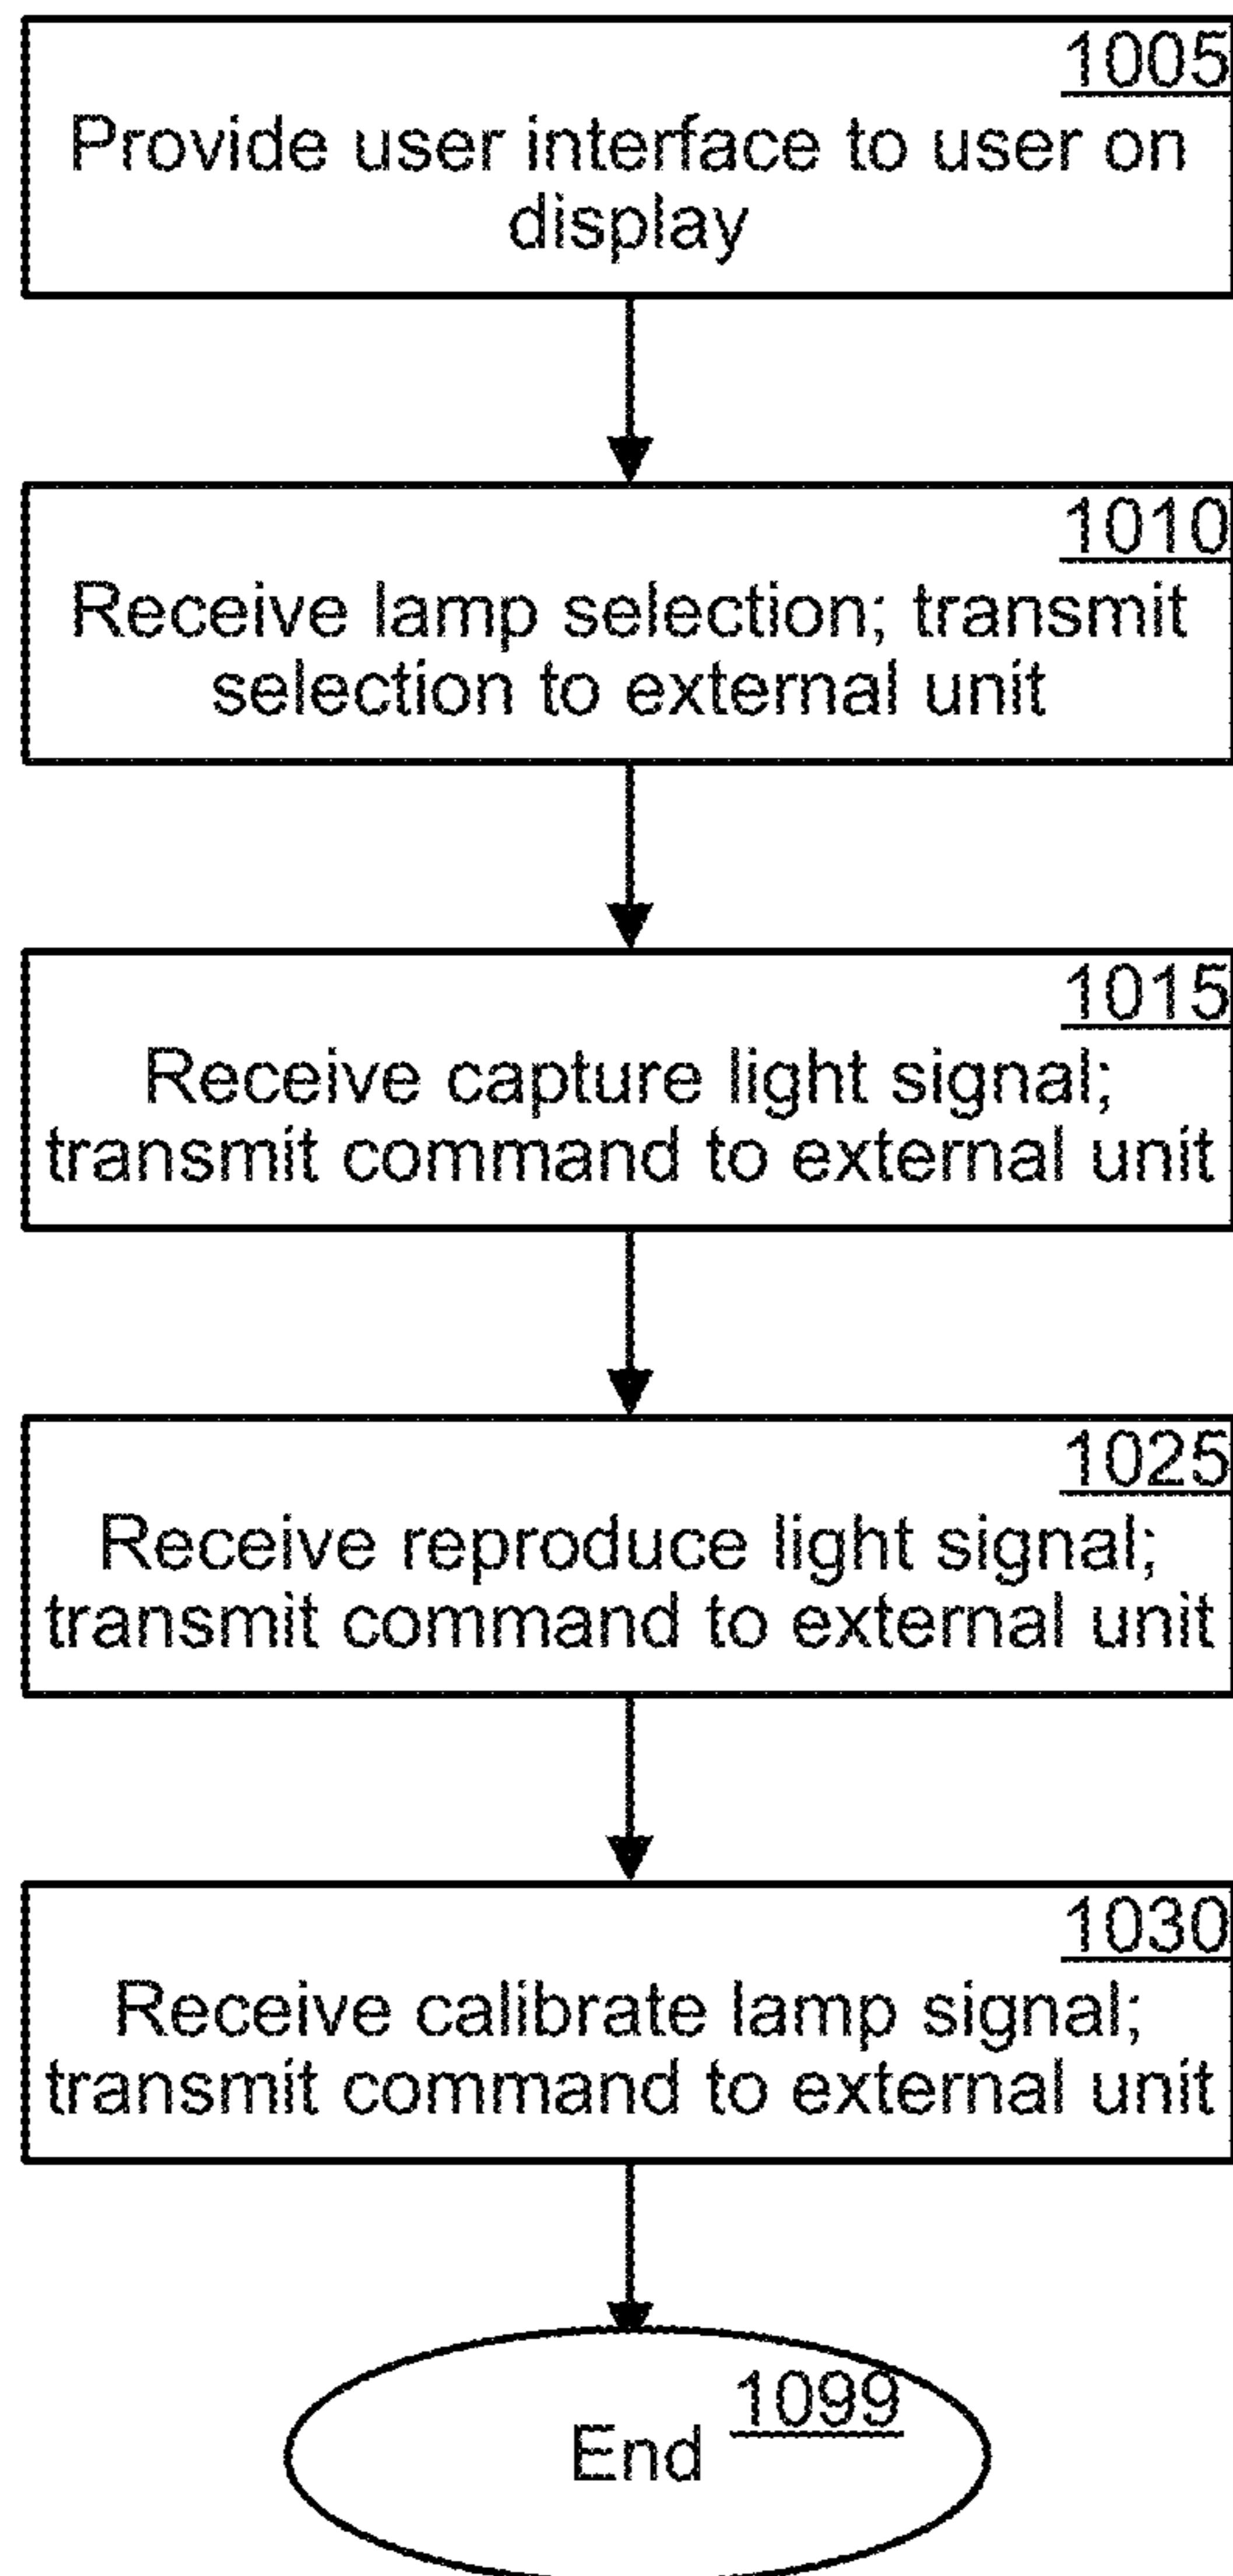 1005
Provide user interface to user on
display
1010
Receive lamp selection; transmit
selection to external unit
1015
Receive capture light signal;
transmit command to external unit
1025
Receive reproduce light signal;
transmit command to external unit
1030
Receive calibrate lamp signal;
transmit command to external unit
1099
End